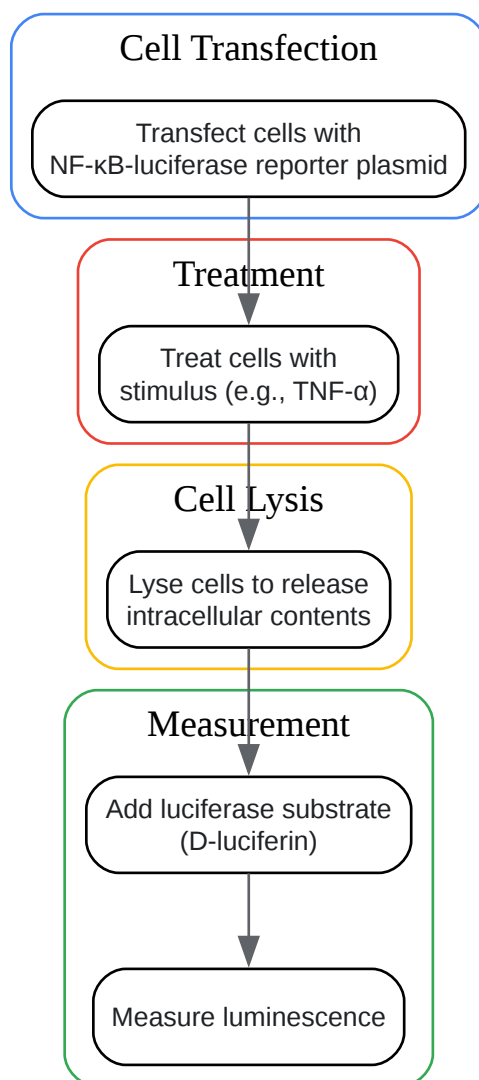 Cell Transfection
Transfect cells with
NF-κB-luciferase reporter plasmid
Treatment
Treat cells with
stimulus (e.g., TNF-α)
Cell Lysis
Lyse cells to release
intracellular contents
Measurement
Add luciferase substrate
(D-luciferin)
Measure luminescence